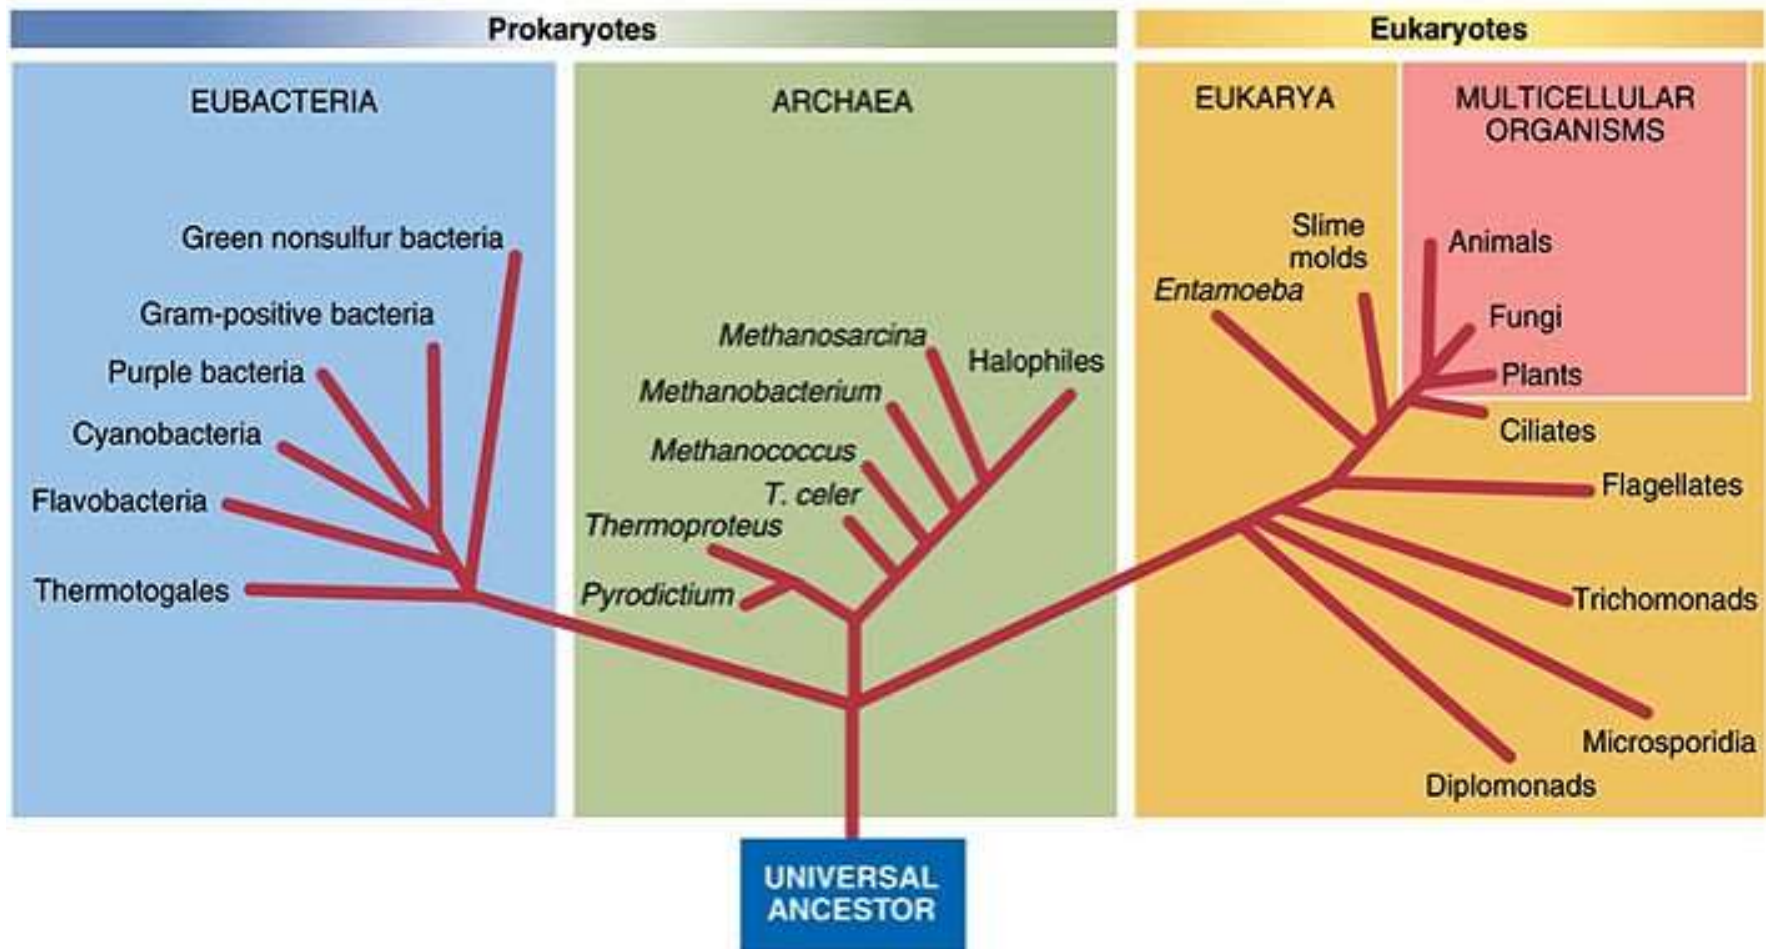 Prokaryotes
Eukaryotes
EUBACTERIA
ARCHAEA
EUKARYA
MULTICELLULAR
ORGANISMS
Green nonsulfur bacteria
Gram-positive bacteria
Purple bacteria
Cyanobacteria
Flavobacteria
Thermotogales
Methanosarcina
Halophiles
Methanobacterium
Methanococcus
T. celer
Thermoproteus
Pyrodictium
Slime
molds
Entamoeba
Animals
Fungi
Plants
Ciliates
Flagellates
Trichomonads
Microsporidia
Diplomonads
UNIVERSAL
ANCESTOR